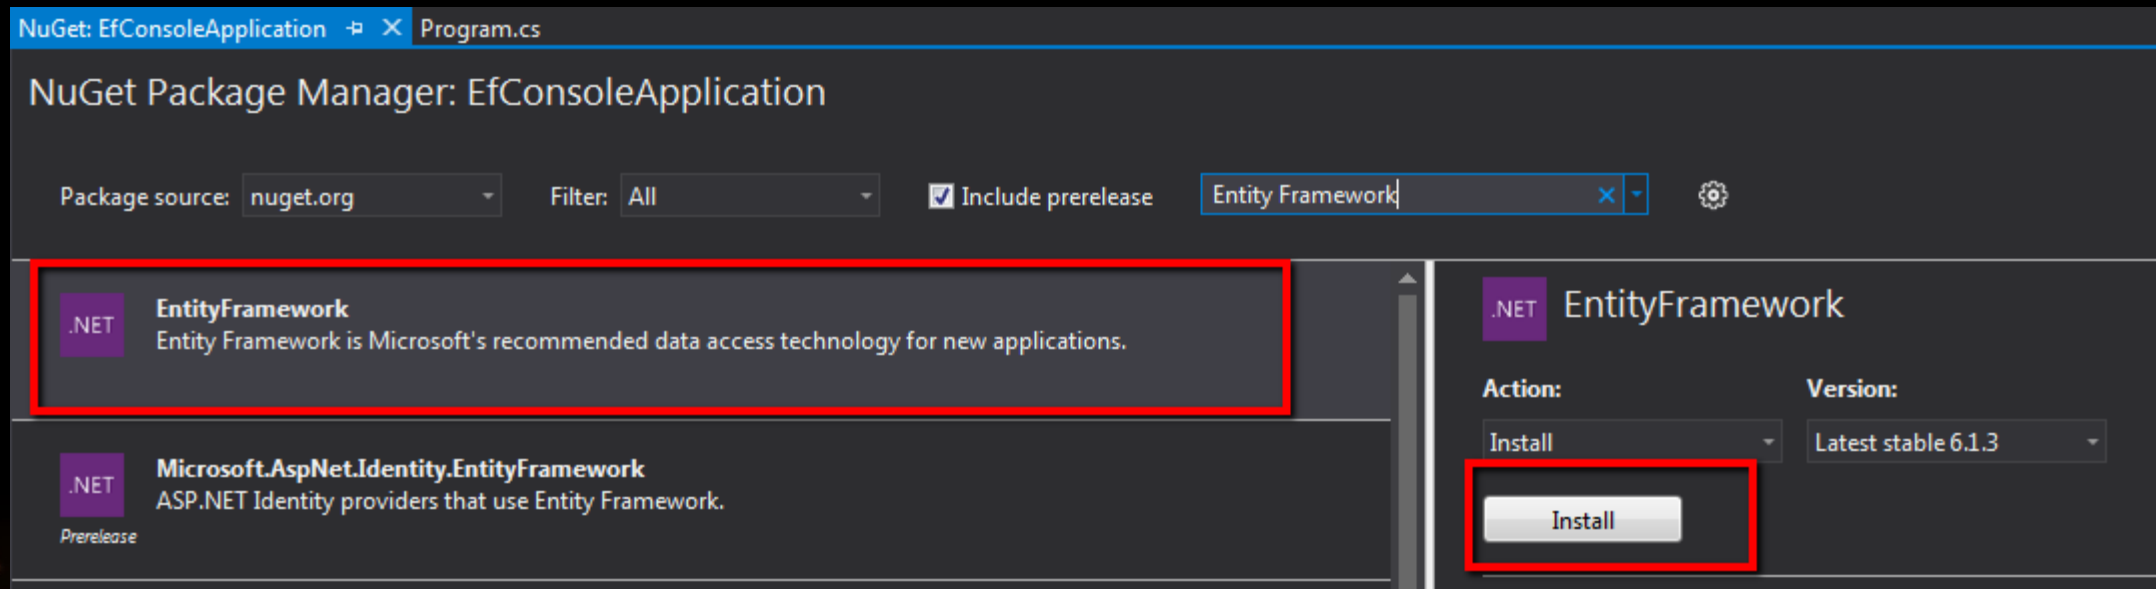 NuGet: EfConsoleApplication Program.cs
NuGet Package Manager: EfConsoleApplication
Package source: nuget.org Filter: All Include prerelease Entity Framework
.NET
EntityFramework
Entity Framework is Microsoft's recommended data access technology for new applications.
.NET
Microsoft.AspNet.Identity.EntityFramework
ASP.NET Identity providers that use Entity Framework.
Prerelease
.NET EntityFramework
Action: Version:
Install Latest stable 6.1.3
Install